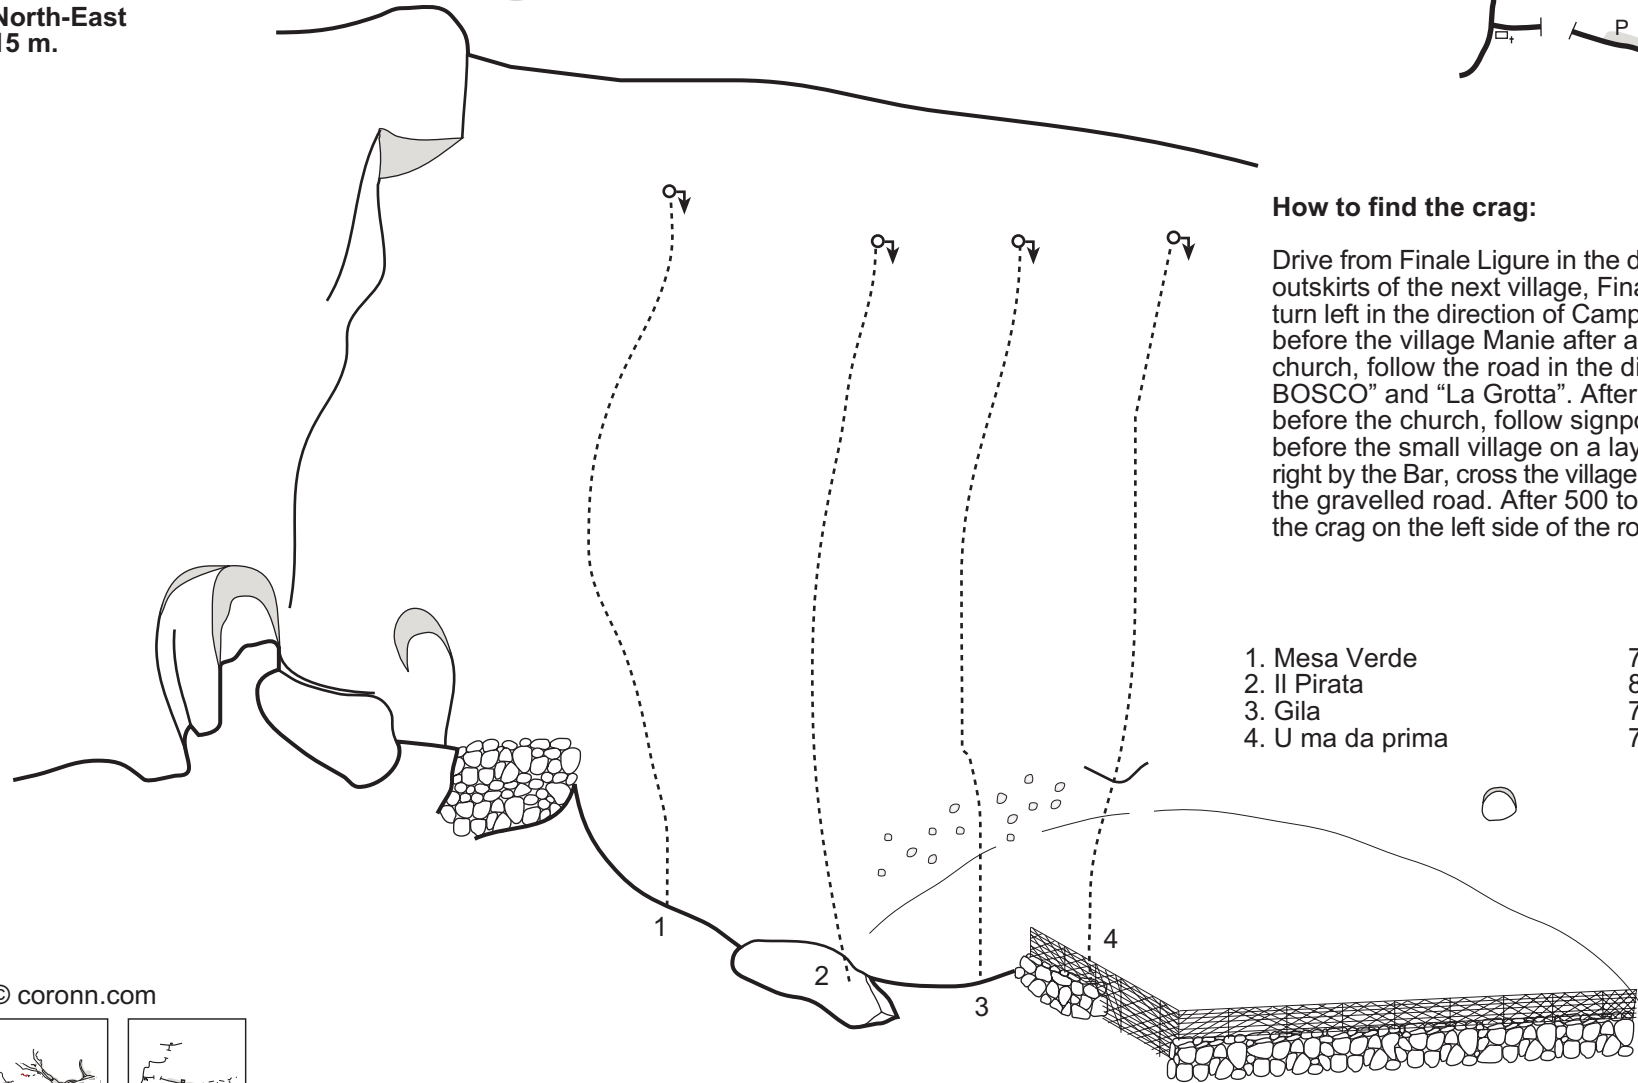 North-East
15 m.
P
How to find the crag:
Drive from Finale Ligure in the d
outskirts of the next village, Fina
turn left in the direction of Camp
before the village Manie after a
church, follow the road in the di
BOSCO” and “La Grotta”. After
before the church, follow signpo
before the small village on a lay
right by the Bar, cross the village
the gravelled road. After 500 to
the crag on the left side of the ro
1. Mesa Verde 7
2. Il Pirata 8
3. Gila 7
4. U ma da prima 7
1
2
3
4
© coronn.com